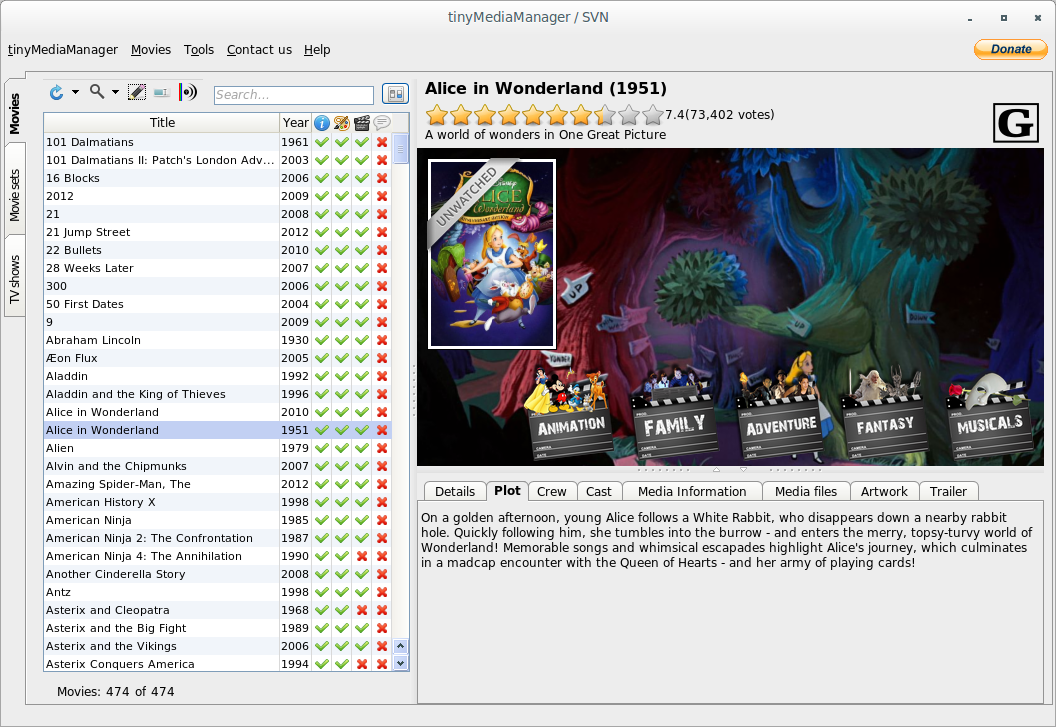 tinyMediaManager / SVN
tinyMediaManager Movies Tools Contact us Help
Donate
Movies
Movie sets
TV shows
Search...
Title Year
101 Dalmatians 1961
101 Dalmatians II: Patch's London Adv... 2003
16 Blocks 2006
2012 2009
21 2008
21 Jump Street 2012
22 Bullets 2010
28 Weeks Later 2007
300 2006
50 First Dates 2004
9 2009
Abraham Lincoln 1930
Æon Flux 2005
Aladdin 1992
Aladdin and the King of Thieves 1996
Alice in Wonderland 2010
Alice in Wonderland 1951
Alien 1979
Alvin and the Chipmunks 2007
Amazing Spider-Man, The 2012
American History X 1998
American Ninja 1985
American Ninja 2: The Confrontation 1987
American Ninja 4: The Annihilation 1990
Another Cinderella Story 2008
Antz 1998
Asterix and Cleopatra 1968
Asterix and the Big Fight 1989
Asterix and the Vikings 2006
Asterix Conquers America 1994
Movies: 474 of 474
Alice in Wonderland (1951)
7.4(73,402 votes)
A world of wonders in One Great Picture
G
UNWATCHED
Disney
ALICE
in Wonderland
UP
UP
YONDER
ANIMATION
FAMILY
ADVENTURE
FANTASY
MUSICALS
Details Plot Crew Cast Media Information Media files Artwork Trailer
On a golden afternoon, young Alice follows a White Rabbit, who disappears down a nearby rabbit
hole. Quickly following him, she tumbles into the burrow - and enters the merry, topsy-turvy world of
Wonderland! Memorable songs and whimsical escapades highlight Alice's journey, which culminates
in a madcap encounter with the Queen of Hearts - and her army of playing cards!